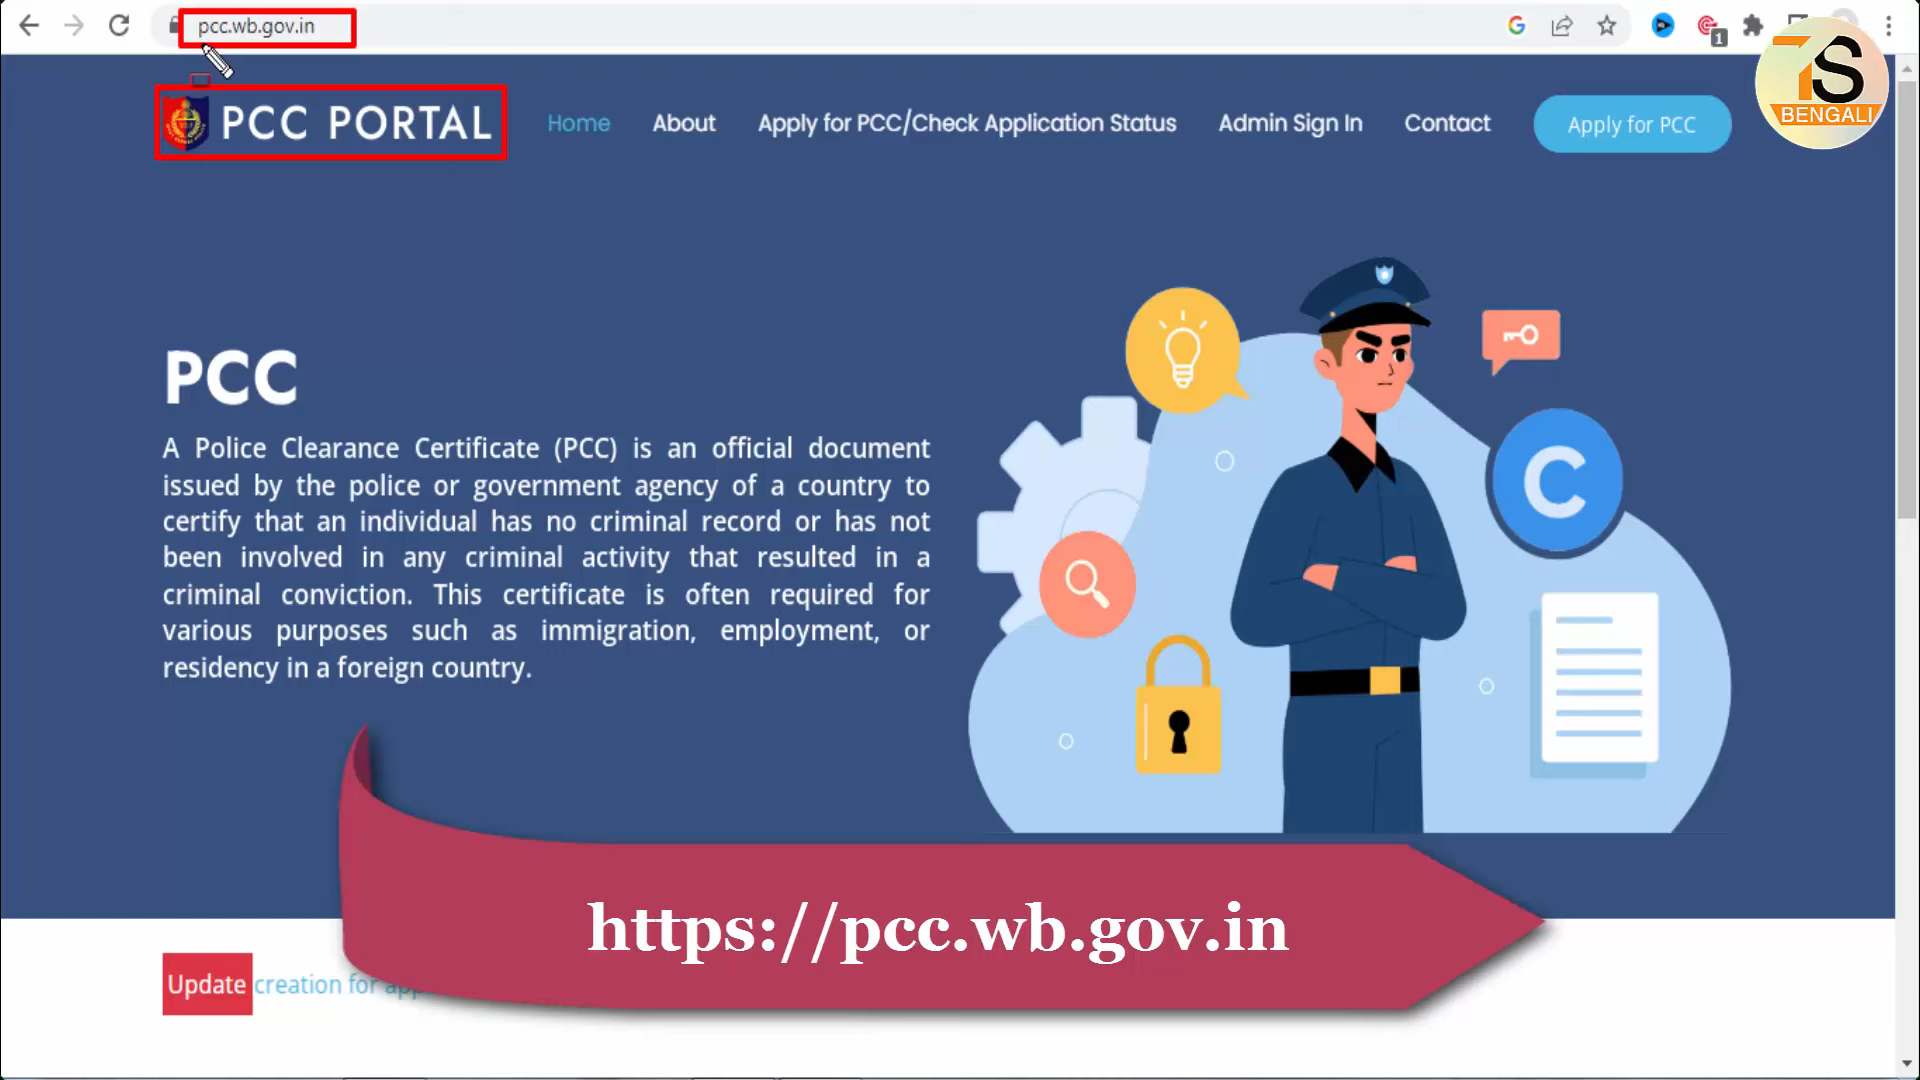 pcc.wb.gov.in
1
7S
BENGALI
PCC PORTAL
Home
About
Apply for PCC/Check Application Status
Admin Sign In
Contact
Apply for PCC
PCC
A Police Clearance Certificate (PCC) is an official document
issued by the police or government agency of a country to
certify that an individual has no criminal record or has not
been involved in any criminal activity that resulted in a
criminal conviction. This certificate is often required for
various purposes such as immigration, employment, or
residency in a foreign country.
C
https://pcc.wb.gov.in
Update creation for